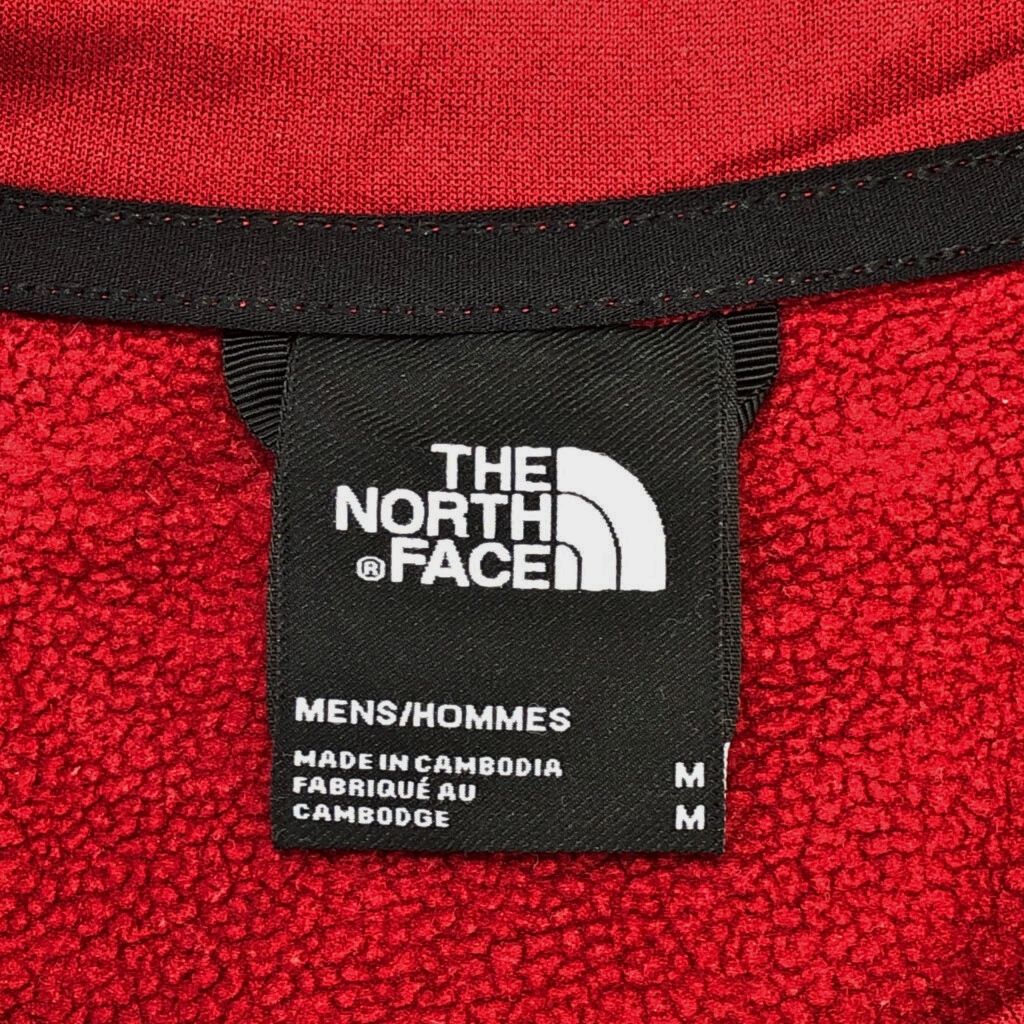 THE
NORTH
®FACE
MENS/HOMMES
MADE IN CAMBODIA M
FABRIQUÉ AU
CAMBODGE M